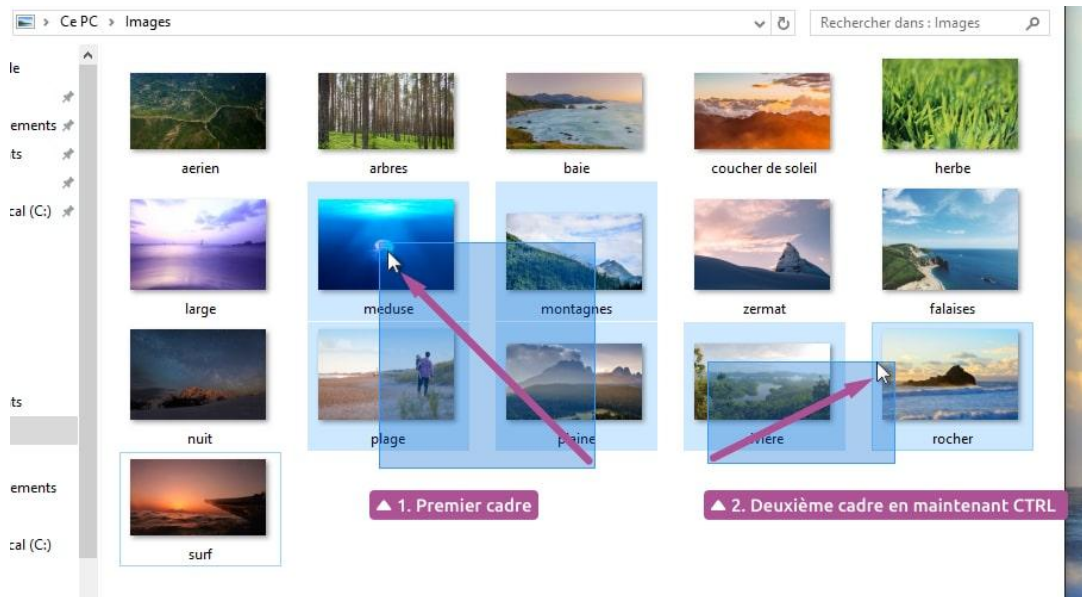 Ce PC > Images
Rechercher dans : Images
le
ements
ts
cal (C:)
ts
ements
cal (C:)
aerien arbres baie coucher de soleil herbe
large meduse montagnes zermat falaises
nuit plage plaine rivière rocher
surf
▲ 1. Premier cadre
▲ 2. Deuxième cadre en maintenant CTRL